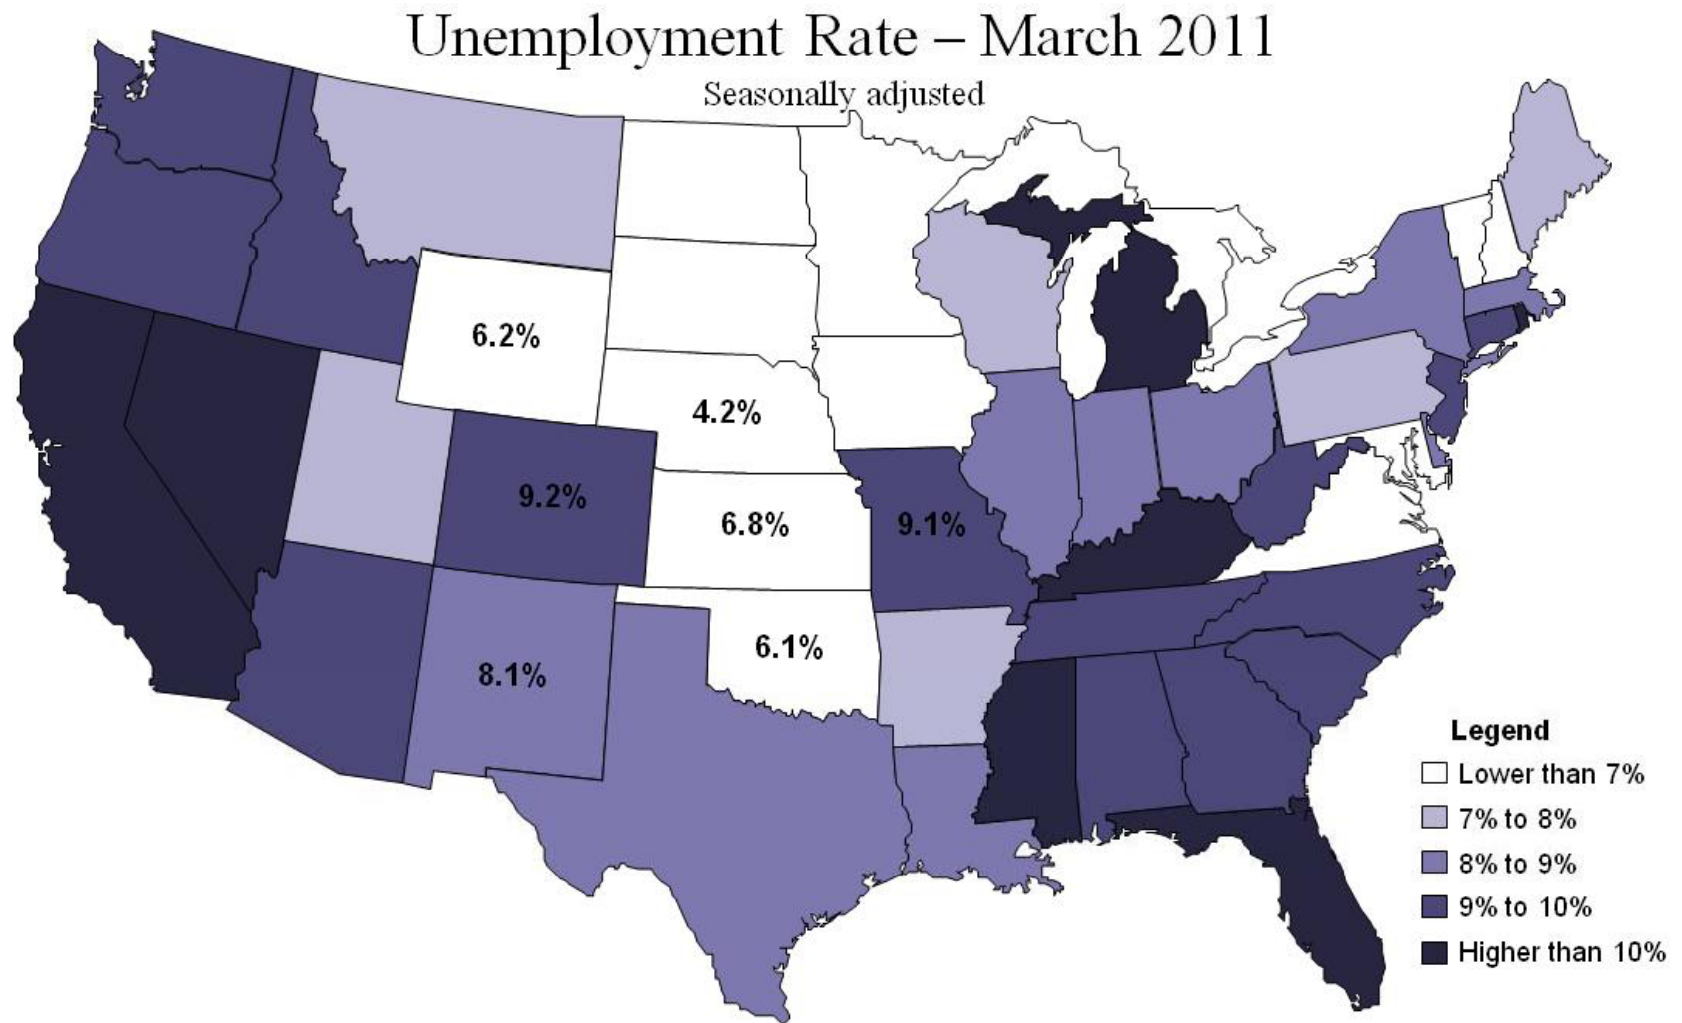 Unemployment Rate – March 2011
Seasonally adjusted
6.2%
4.2%
9.2%
6.8%
9.1%
6.1%
8.1%
Legend
Lower than 7%
7% to 8%
8% to 9%
9% to 10%
Higher than 10%